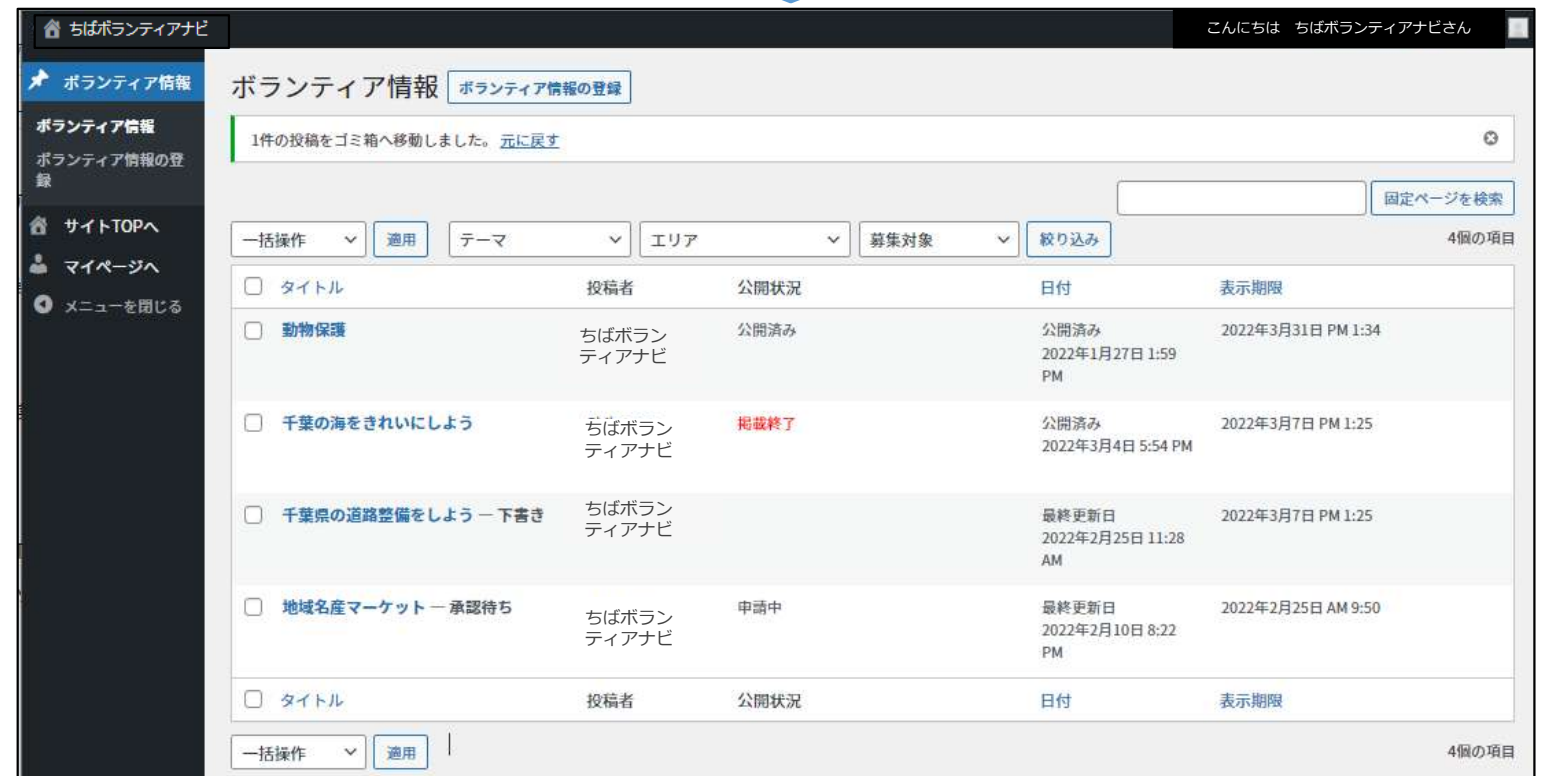 ちばボランティアナビ
こんにちは ちばボランティアナビさん
ボランティア情報
ボランティア情報
ボランティア情報の登
録
サイトTOPへ
マイページへ
メニューを閉じる
ボランティア情報 ボランティア情報の登録
1件の投稿をゴミ箱へ移動しました。 元に戻す
固定ページを検索
一括操作 適用 テーマ エリア 募集対象 絞り込み 4個の項目
タイトル 投稿者 公開状況 日付 表示期限
動物保護 ちばボラン 公開済み 公開済み 2022年3月31日 PM 1:34
ティアナビ 2022年1月27日 1:59
PM
千葉の海をきれいにしよう ちばボラン 掲載終了 公開済み 2022年3月7日 PM 1:25
ティアナビ 2022年3月4日 5:54 PM
千葉県の道路整備をしよう — 下書き ちばボラン 最終更新日 2022年3月7日 PM 1:25
ティアナビ 2022年2月25日 11:28
AM
地域名産マーケット — 承認待ち ちばボラン 申請中 最終更新日 2022年2月25日 AM 9:50
ティアナビ 2022年2月10日 8:22
PM
タイトル 投稿者 公開状況 日付 表示期限
一括操作 適用 4個の項目